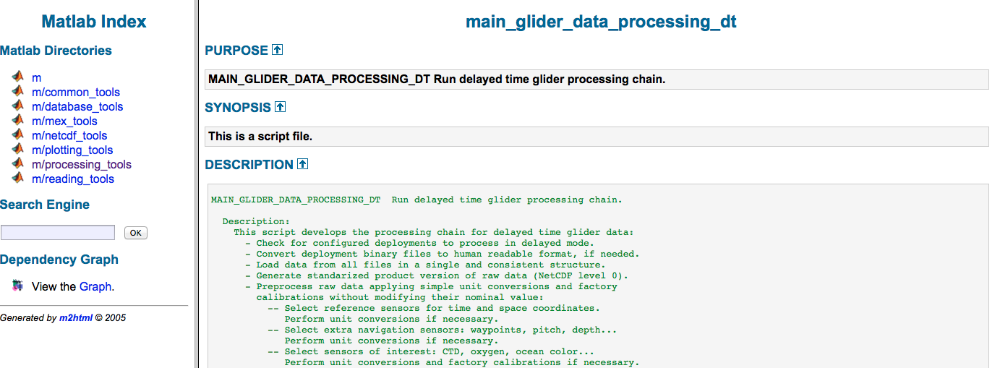 Matlab Index
Matlab Directories
m
m/common_tools
m/database_tools
m/mex_tools
m/netcdf_tools
m/plotting_tools
m/processing_tools
m/reading_tools
Search Engine
OK
Dependency Graph
View the Graph.
Generated by m2html © 2005
main_glider_data_processing_dt
PURPOSE
MAIN_GLIDER_DATA_PROCESSING_DT Run delayed time glider processing chain.
SYNOPSIS
This is a script file.
DESCRIPTION
MAIN_GLIDER_DATA_PROCESSING_DT  Run delayed time glider processing chain.
Description:
This script develops the processing chain for delayed time glider data:
- Check for configured deployments to process in delayed mode.
- Convert deployment binary files to human readable format, if needed.
- Load data from all files in a single and consistent structure.
- Generate standarized product version of raw data (NetCDF level 0).
- Preprocess raw data applying simple unit conversions and factory
calibrations without modifying their nominal value:
-- Select reference sensors for time and space coordinates.
Perform unit conversions if necessary.
-- Select extra navigation sensors: waypoints, pitch, depth...
Perform unit conversions if necessary.
-- Select sensors of interest: CTD, oxygen, ocean color...
Perform unit conversions and factory calibrations if necessary.